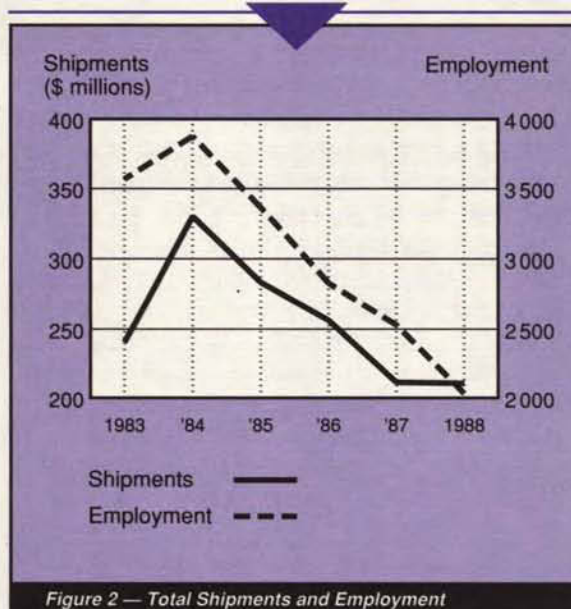 Shipments
($ millions)
Employment
400
4 000
350
3 500
300
3 000
250
2 500
200
2 000
1983 '84 '85 '86 '87 1988
Shipments
Employment
Figure 2 — Total Shipments and Employment